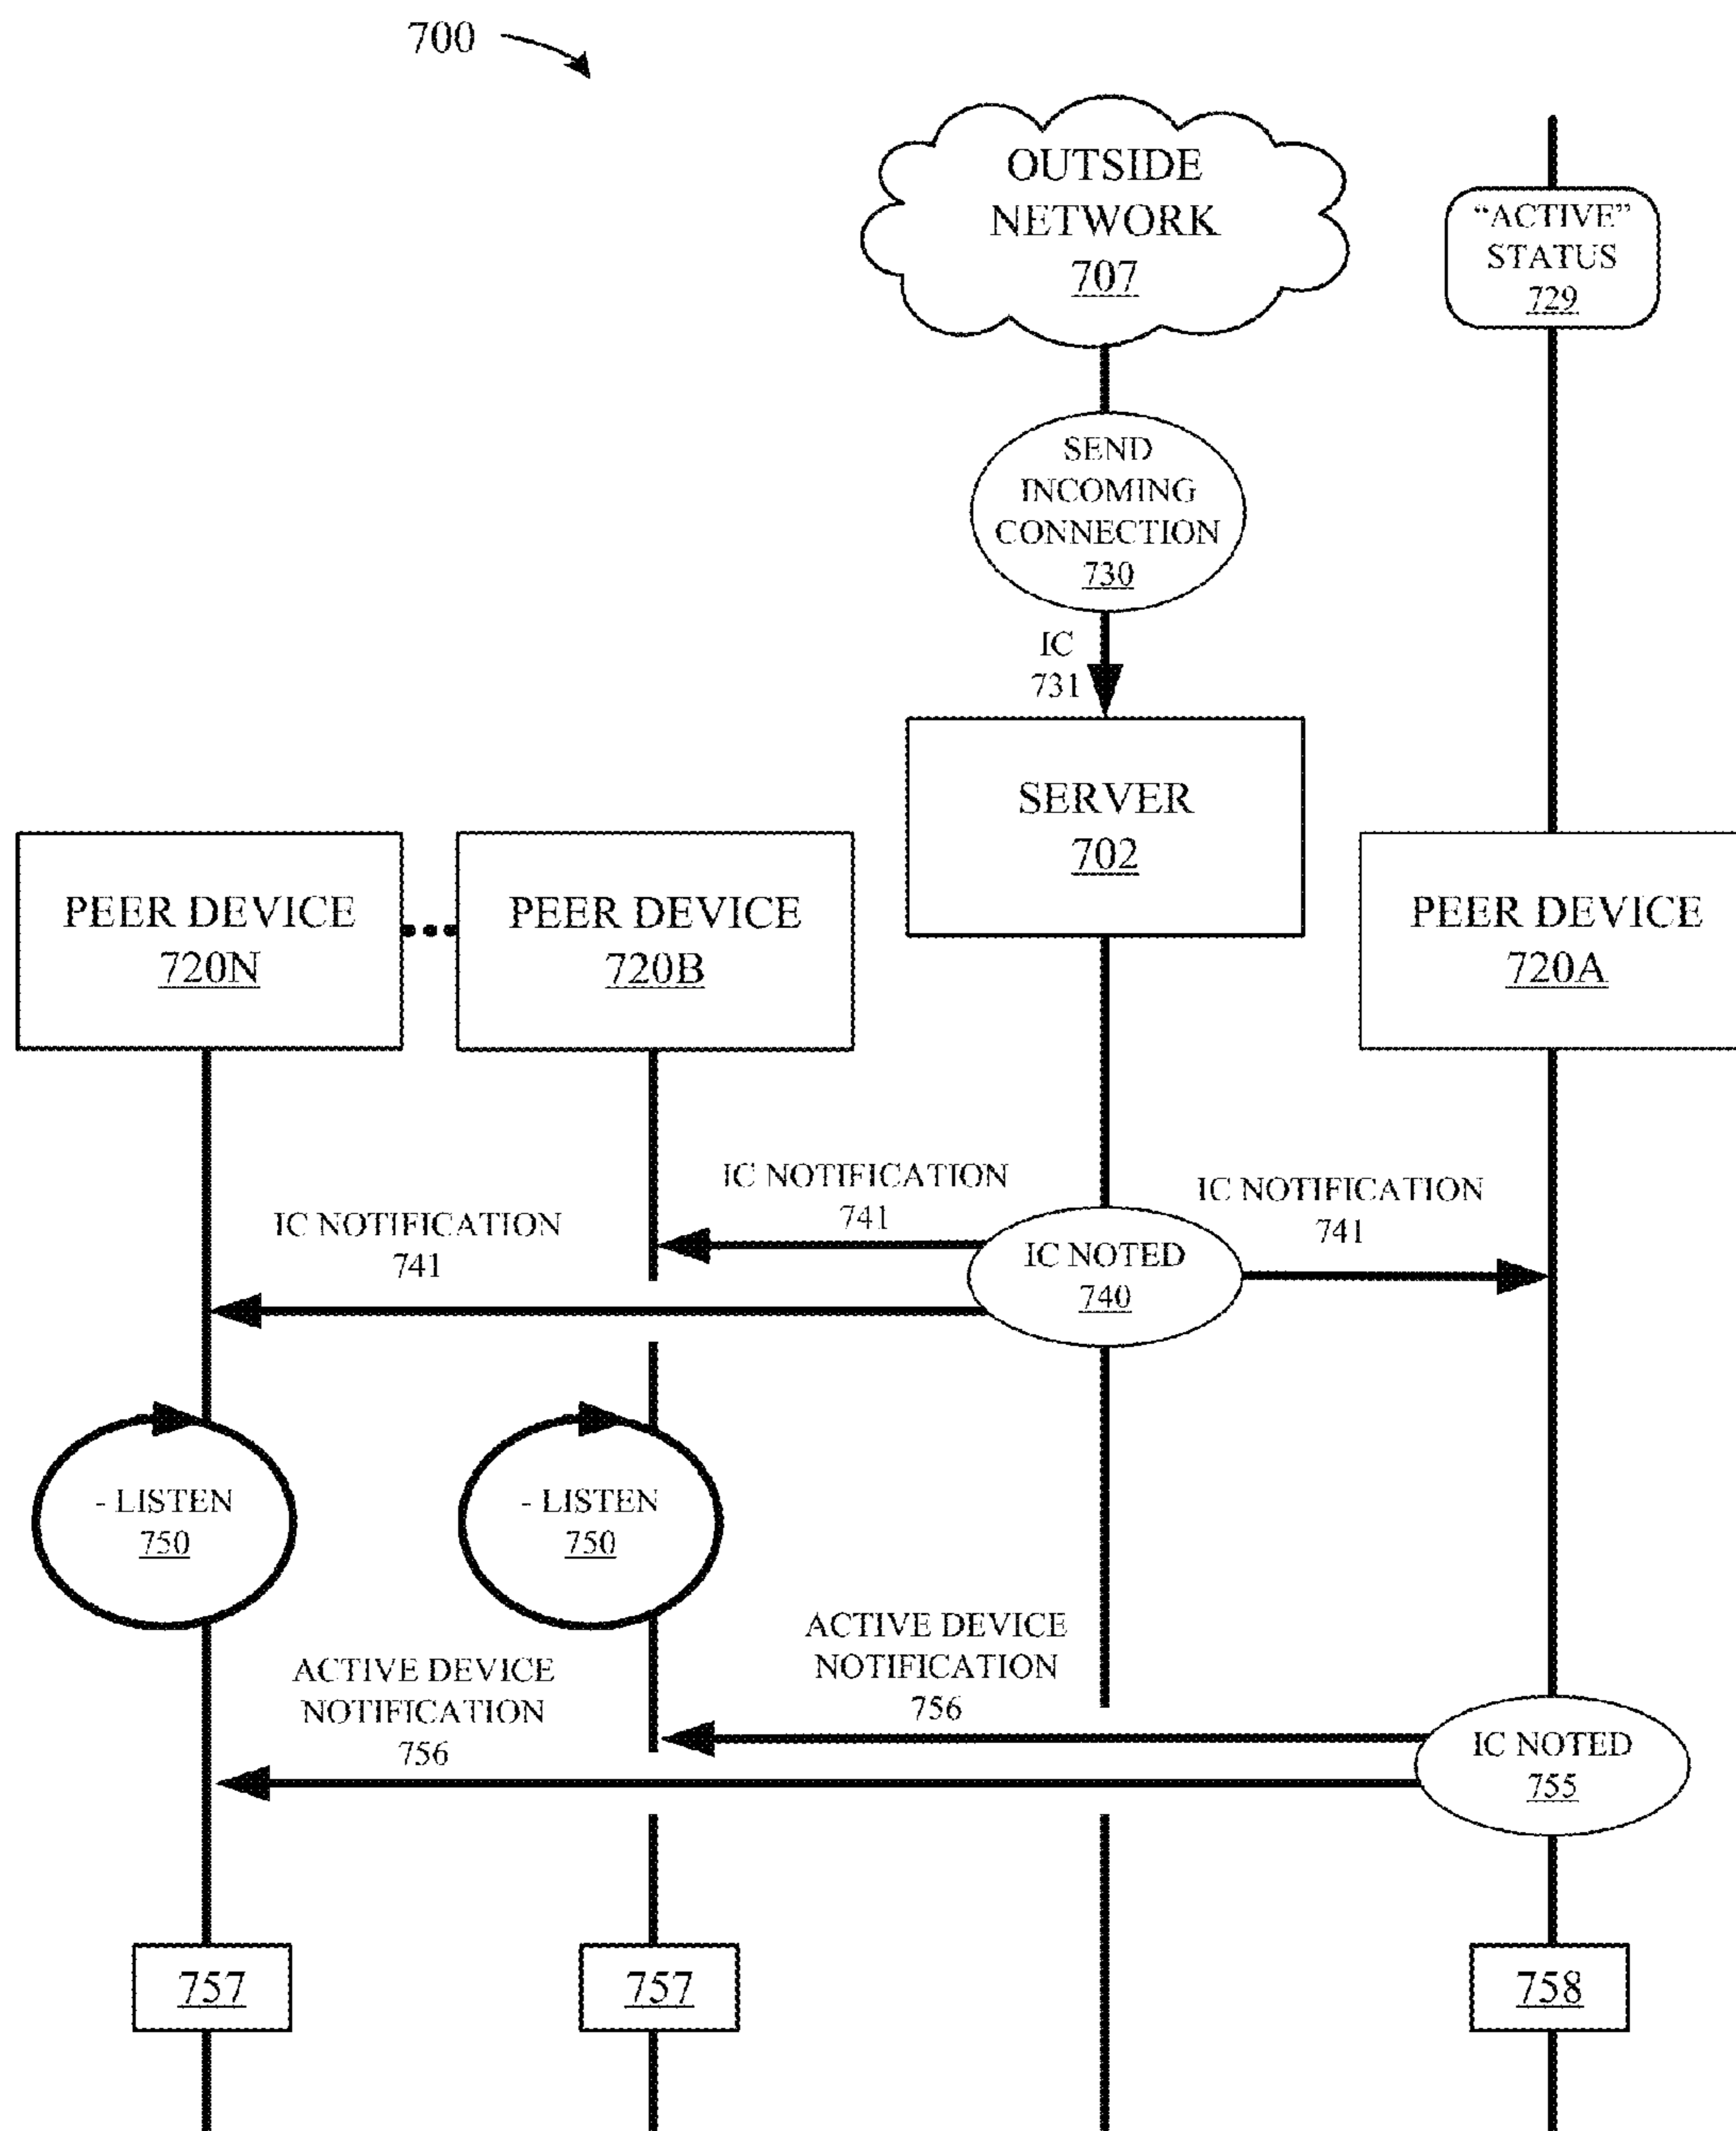 700
OUTSIDE
NETWORK
707
"ACTIVE"
STATUS
729
SEND
INCOMING
CONNECTION
730
IC
731
SERVER
702
PEER DEVICE
720N
PEER DEVICE
720B
PEER DEVICE
720A
IC NOTIFICATION
741
IC NOTIFICATION
741
IC NOTIFICATION
741
IC NOTED
740
- LISTEN
750
- LISTEN
750
ACTIVE DEVICE
NOTIFICATION
756
ACTIVE DEVICE
NOTIFICATION
756
IC NOTED
755
757
757
758